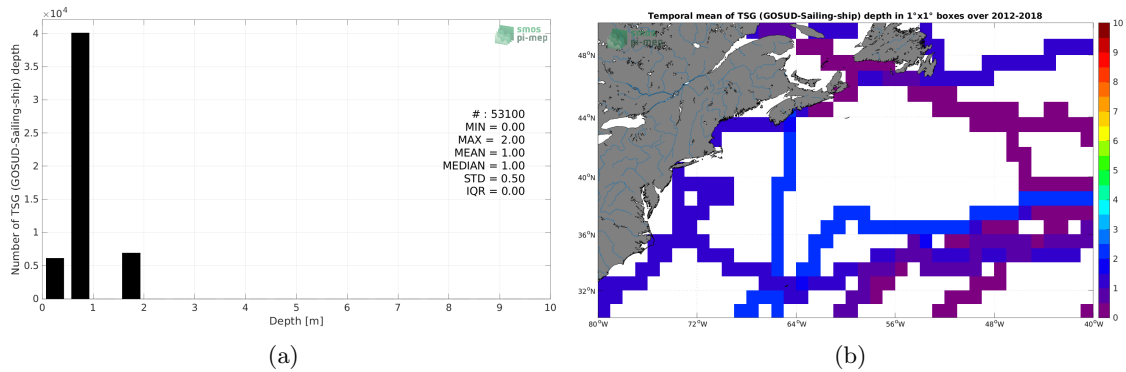 ×10⁴
4
3.5
3
2.5
2
1.5
1
0.5
0
0
1
2
3
4
5
6
7
8
9
10
Number of TSG (GOSUD-Sailing-ship) depth
Depth [m]
smos
pi-mep
# : 53100
MIN = 0.00
MAX = 2.00
MEAN = 1.00
MEDIAN = 1.00
STD = 0.50
IQR = 0.00
(a)
Temporal mean of TSG (GOSUD-Sailing-ship) depth in 1°x1° boxes over 2012-2018
smos
pi-mep
48°N
44°N
40°N
36°N
32°N
80°W
72°W
64°W
56°W
48°W
40°W
10
9
8
7
6
5
4
3
2
1
0
(b)